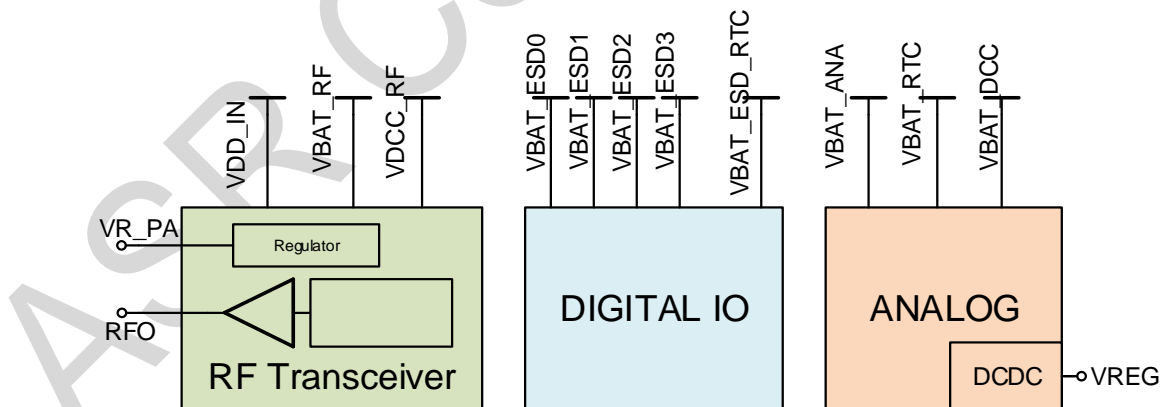 VDD_IN
VBAT_RF
VDCC_RF
VBAT_ESD0
VBAT_ESD1
VBAT_ESD2
VBAT_ESD3
VBAT_ESD_RTC
VBAT_ANA
VBAT_RTC
VBAT_DCC
VR_PA
Regulator
RFO
RF Transceiver
DIGITAL IO
ANALOG
DCDC
VREG
ASR C